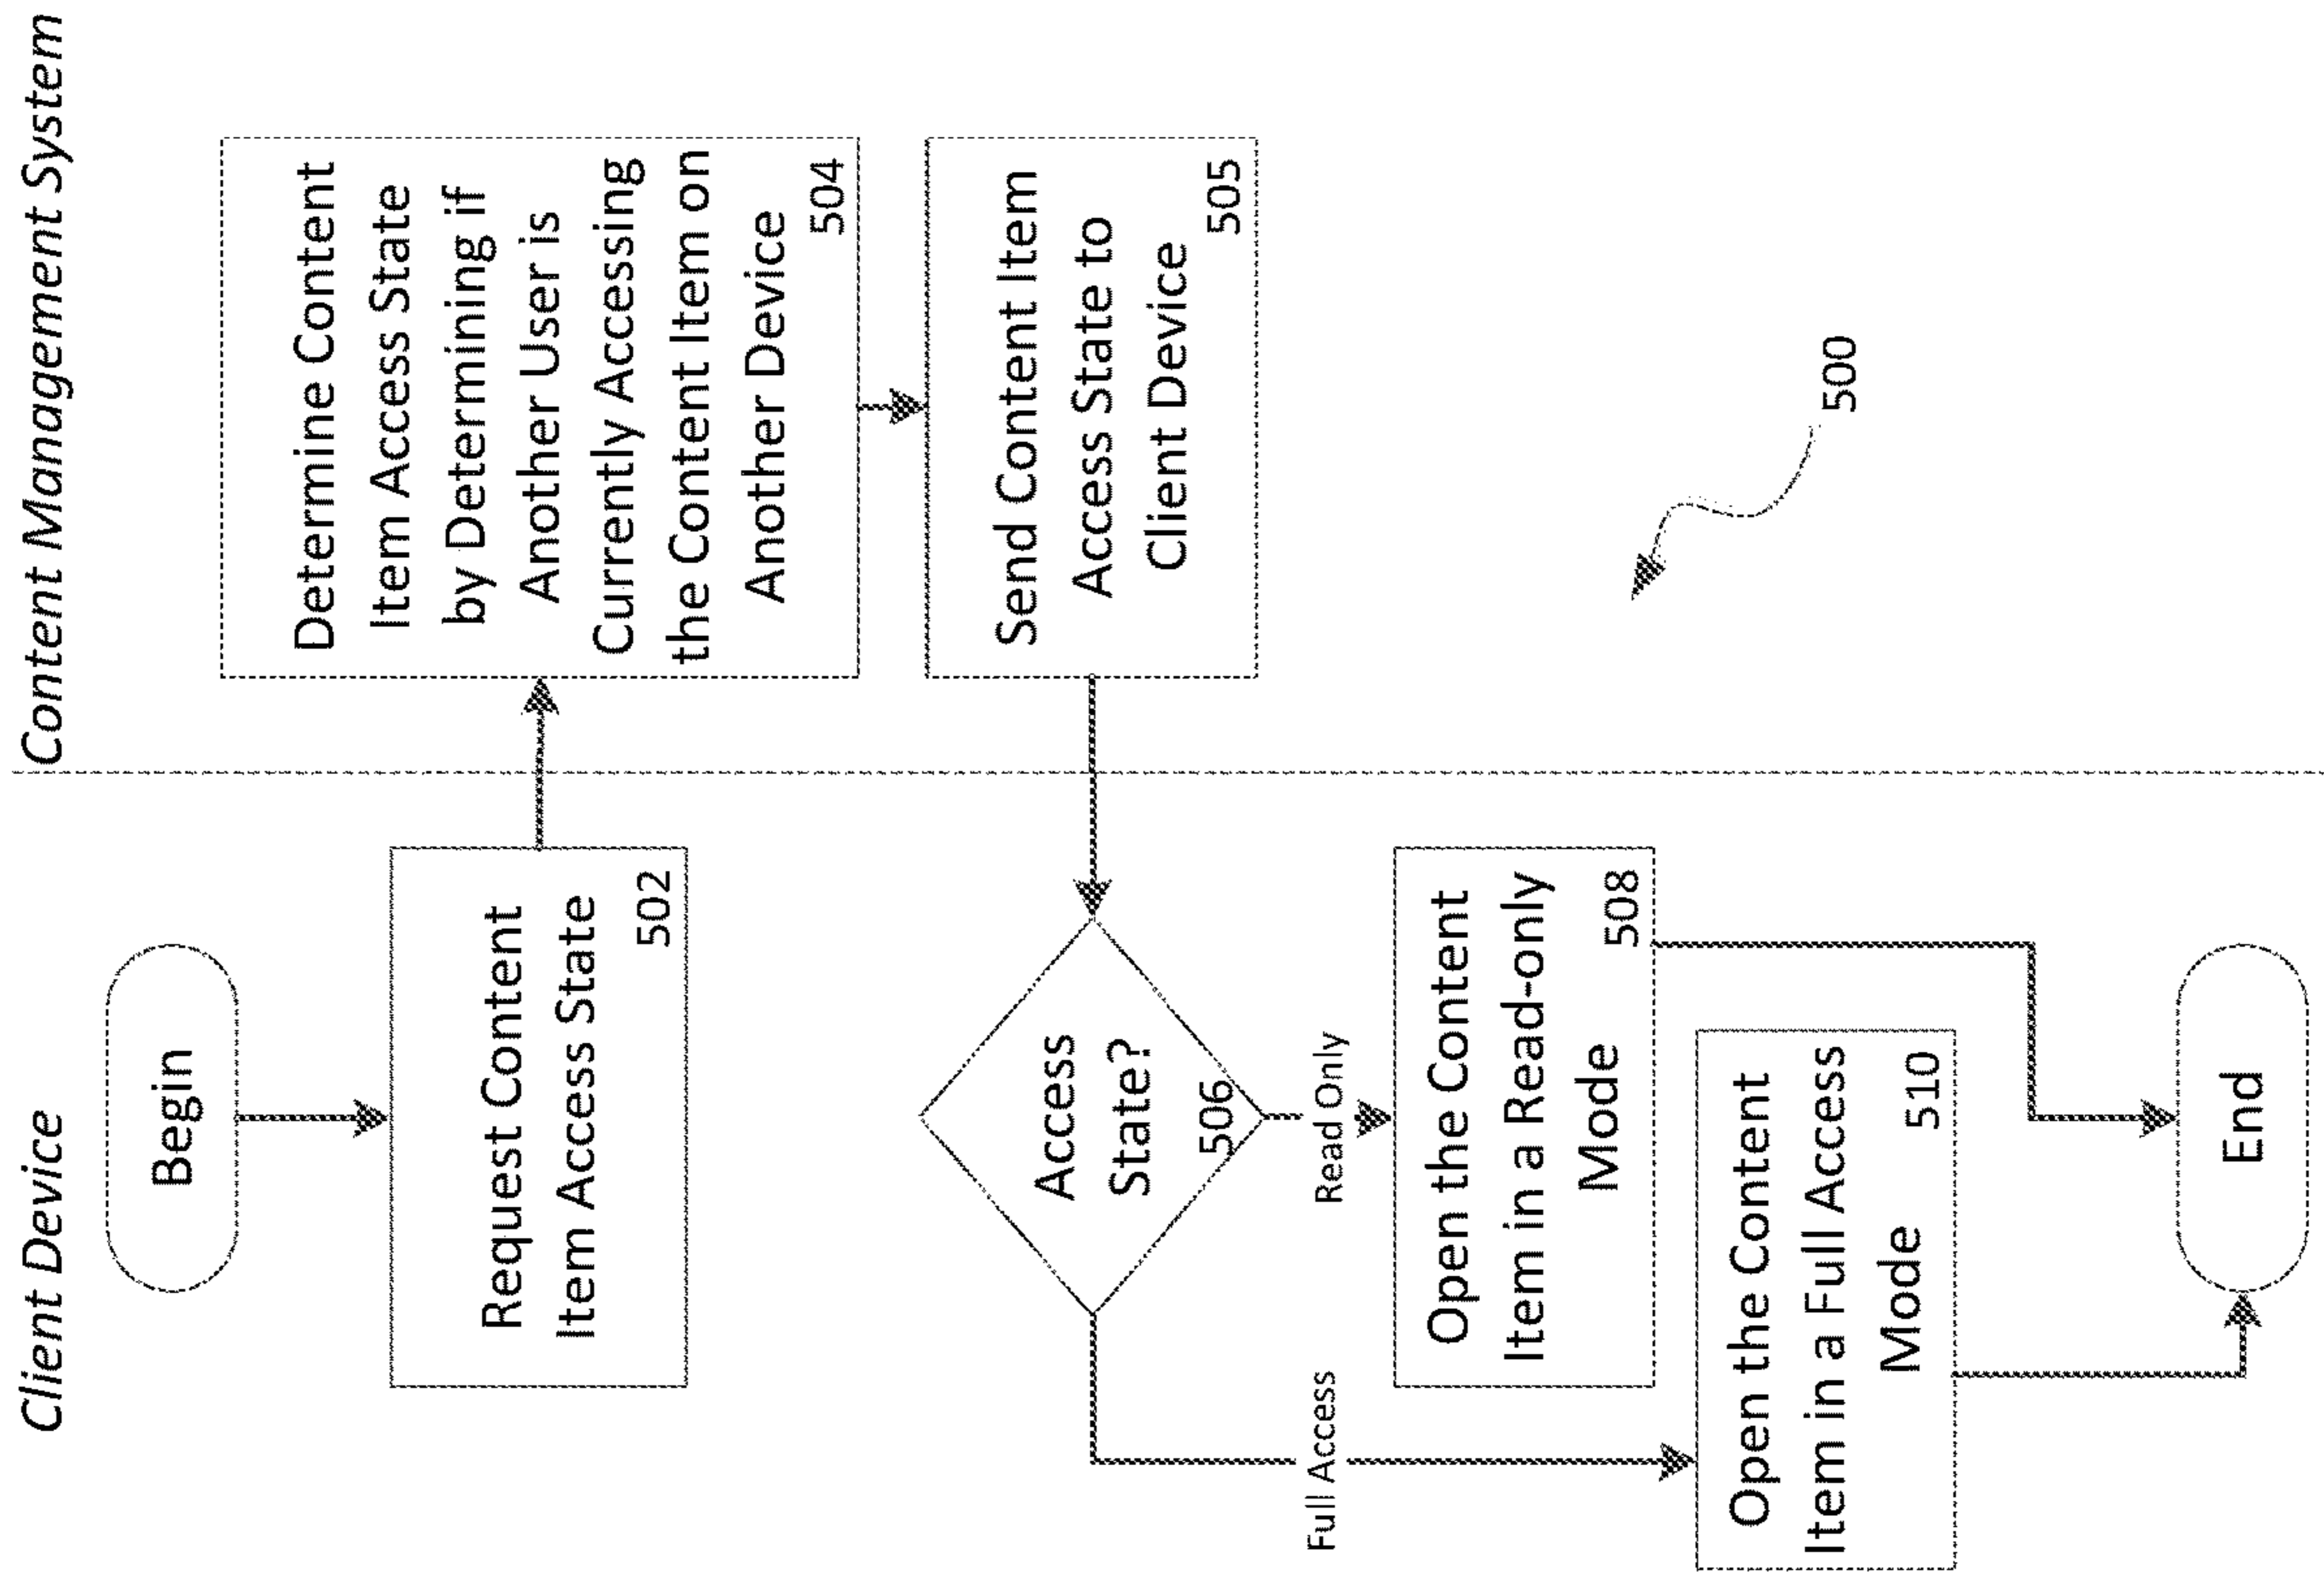 Client Device
Content Management System
Begin
Request Content
Item Access State
502
Determine Content
Item Access State
by Determining if
Another User is
Currently Accessing
the Content Item on
Another Device
504
Send Content Item
Access State to
Client Device
505
Access
State?
506
Read Only
Full Access
Open the Content
Item in a Read-only
Mode
508
Open the Content
Item in a Full Access
Mode
510
End
500